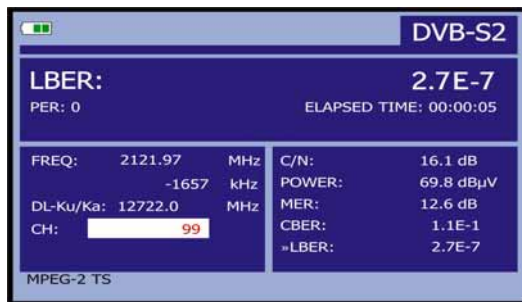 DVB-S2
LBER: 2.7E-7
PER: 0 ELAPSED TIME: 00:00:05
FREQ: 2121.97 MHz
-1657 kHz
DL-Ku/Ka: 12722.0 MHz
CH: 99
C/N: 16.1 dB
POWER: 69.8 dBµV
MER: 12.6 dB
CBER: 1.1E-1
»LBER: 2.7E-7
MPEG-2 TS